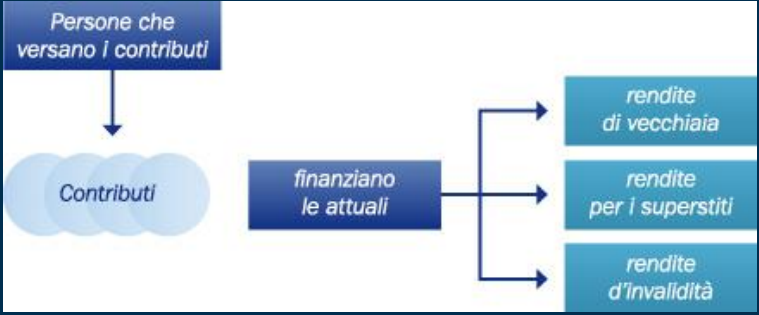 Persone che
versano i contributi
Contributi
finanziano
le attuali
rendite
di vecchiaia
rendite
per i superstiti
rendite
d'invalidità